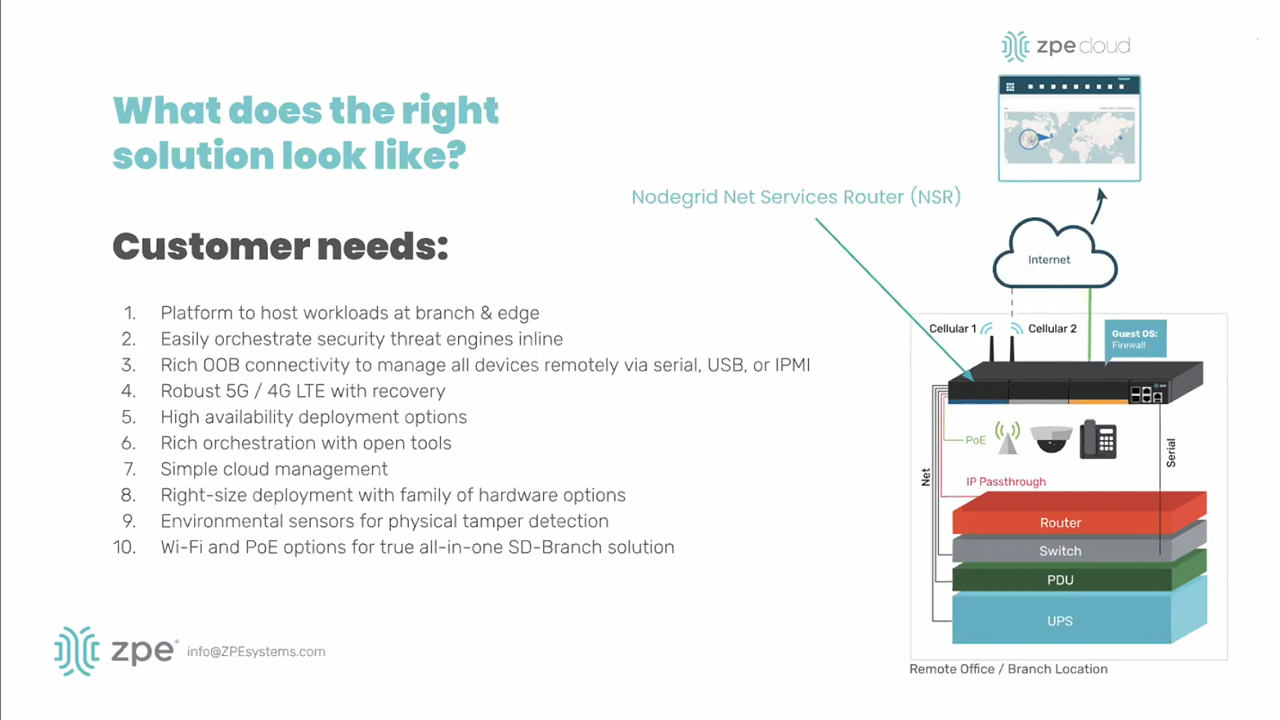 zpe cloud
What does the right
solution look like?
Nodegrid Net Services Router (NSR)
Customer needs:
Internet
1. Platform to host workloads at branch & edge
2. Easily orchestrate security threat engines inline
3. Rich OOB connectivity to manage all devices remotely via serial, USB, or IPMI
4. Robust 5G / 4G LTE with recovery
5. High availability deployment options
6. Rich orchestration with open tools
7. Simple cloud management
8. Right-size deployment with family of hardware options
9. Environmental sensors for physical tamper detection
10. Wi-Fi and PoE options for true all-in-one SD-Branch solution
Cellular 1
Cellular 2
Guest OS:
Firewall
PoE
Serial
Net
IP Passthrough
Router
Switch
PDU
UPS
Remote Office / Branch Location
zpe® info@ZPEsystems.com